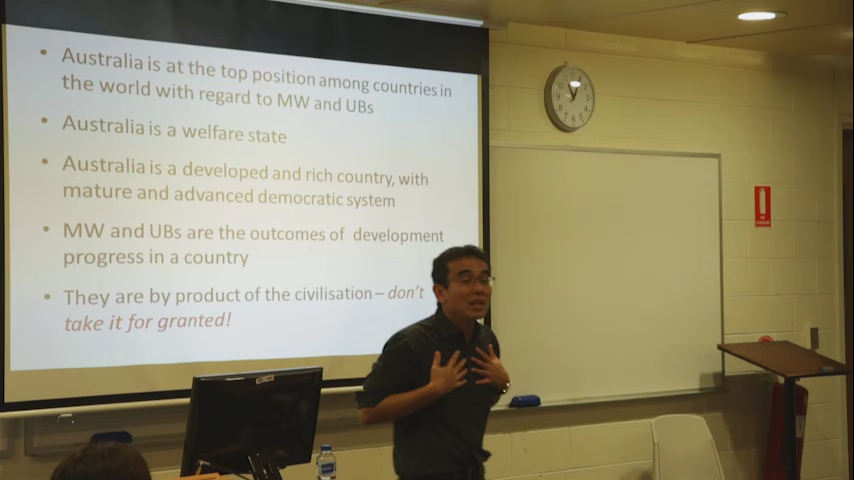 • Australia is at the top position among countries in
the world with regard to MW and UBs
• Australia is a welfare state
• Australia is a developed and rich country, with
mature and advanced democratic system
• MW and UBs are the outcomes of development
progress in a country
• They are by product of the civilisation – don't
take it for granted!